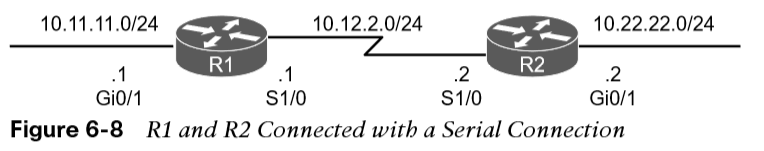 10.11.11.0/24 10.12.2.0/24 10.22.22.0/24
R1 R2
.1 .1 .2 .2
Gi0/1 S1/0 S1/0 Gi0/1
Figure 6-8 R1 and R2 Connected with a Serial Connection